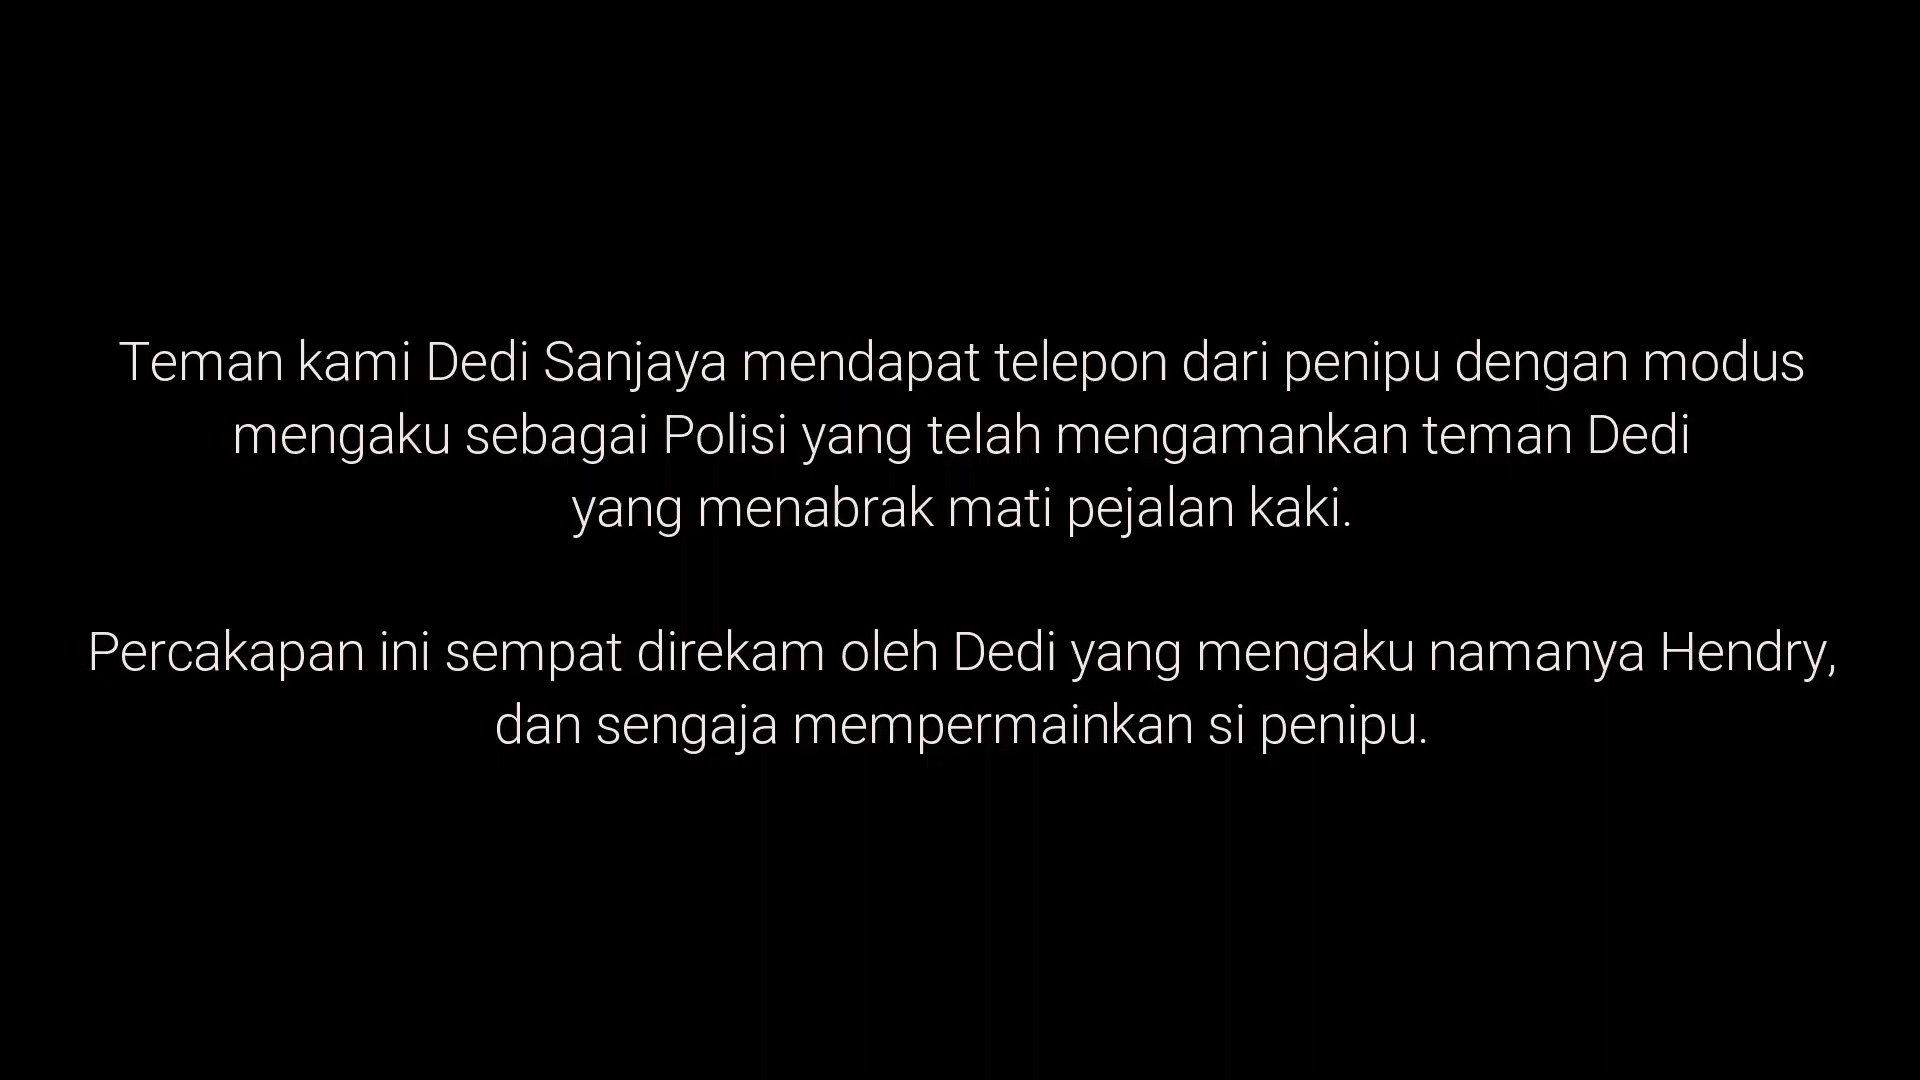 Teman kami Dedi Sanjaya mendapat telepon dari penipu dengan modus
mengaku sebagai Polisi yang telah mengamankan teman Dedi
yang menabrak mati pejalan kaki.
Percakapan ini sempat direkam oleh Dedi yang mengaku namanya Hendry,
dan sengaja mempermainkan si penipu.